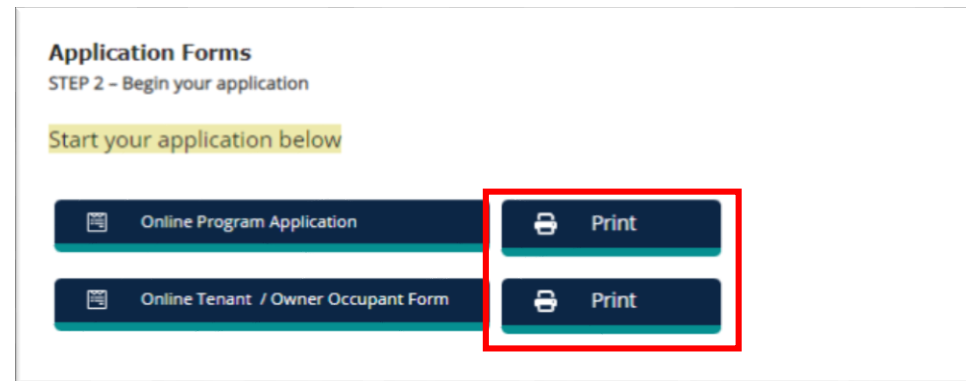 Application Forms
STEP 2 – Begin your application
Start your application below
Online Program Application
Print
Online Tenant / Owner Occupant Form
Print